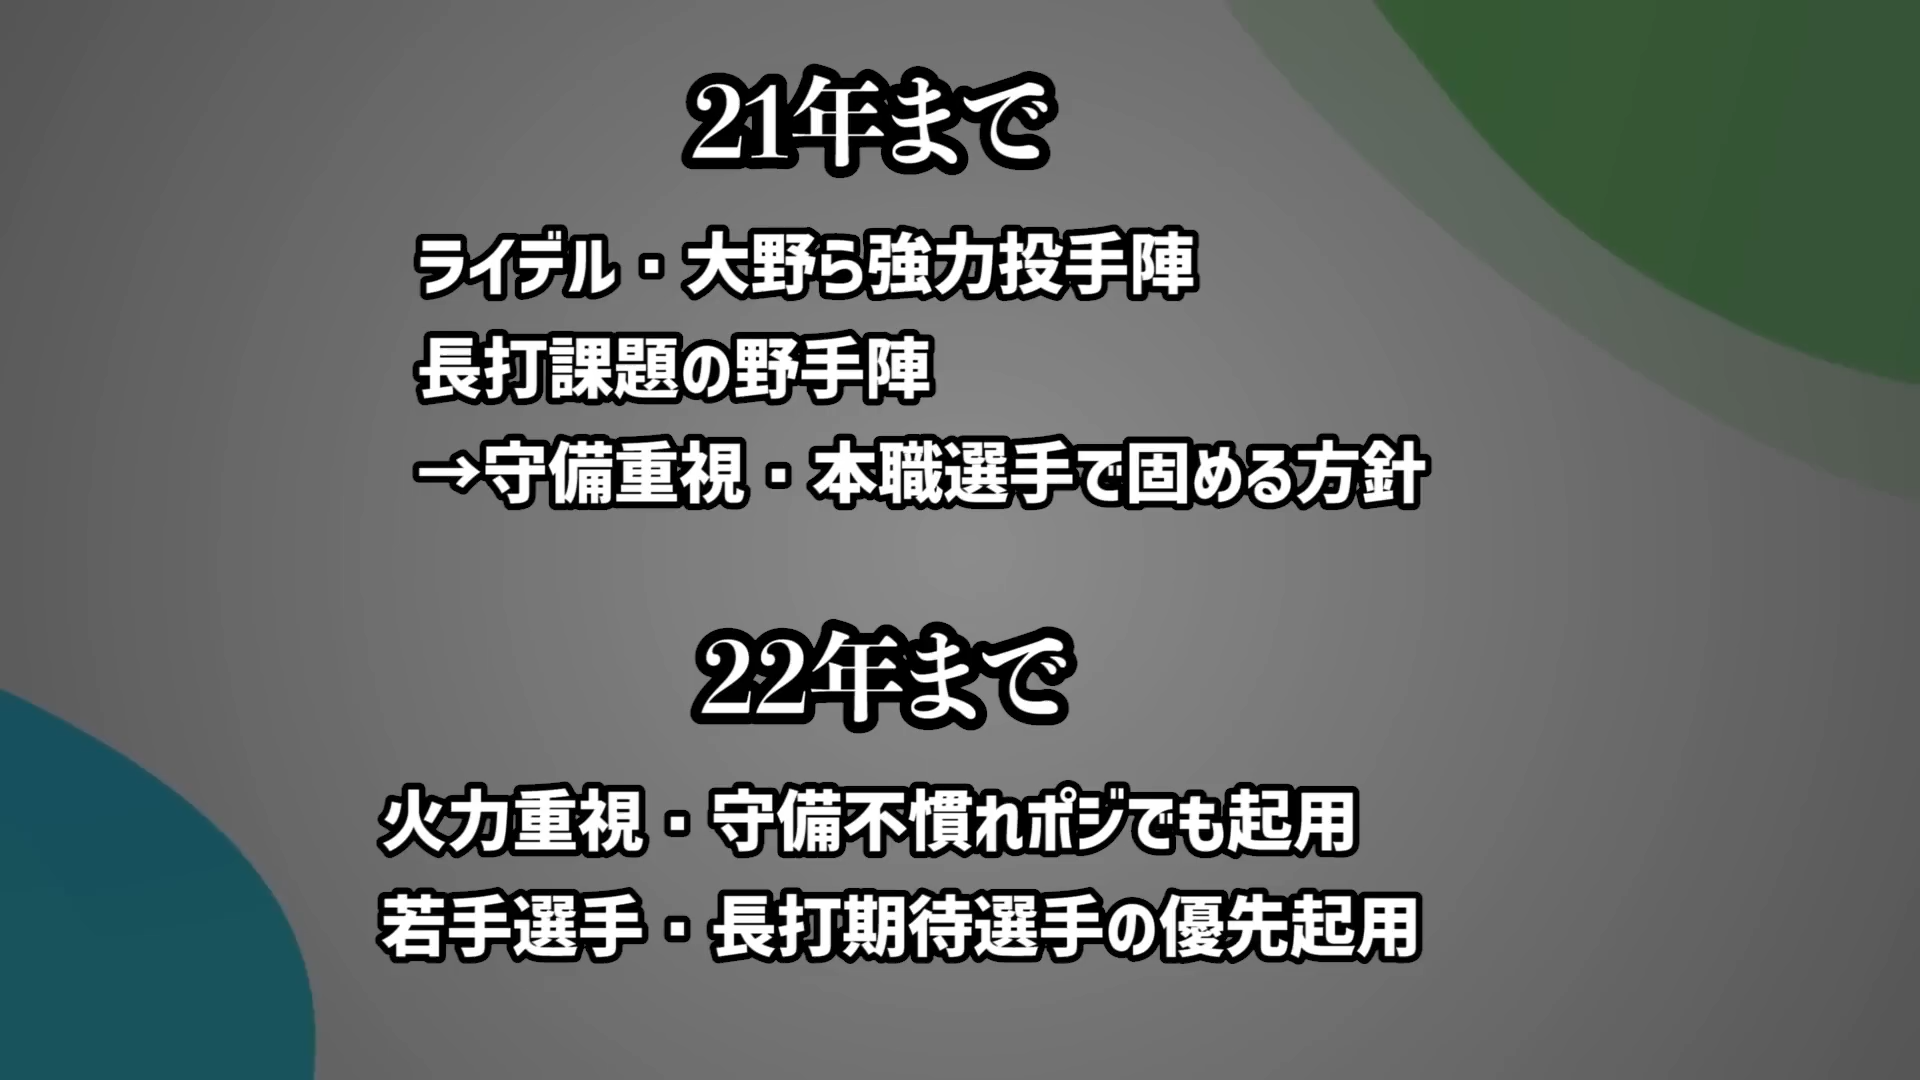 21年まで
ライデル・大野ら強力投手陣
長打課題の野手陣
→守備重視・本職選手で固める方針
22年まで
火力重視・守備不慣れポジでも起用
若手選手・長打期待選手の優先起用